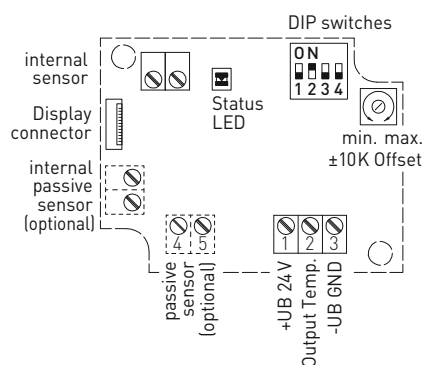 DIP switches
ON
1 2 3 4
internal
sensor
Status
LED
Display
connector
min. max.
±10K Offset
internal
passive
sensor
(optional)
4 5
passive
sensor
(optional)
1 2 3
+UB 24V
Output Temp.
-UB GND